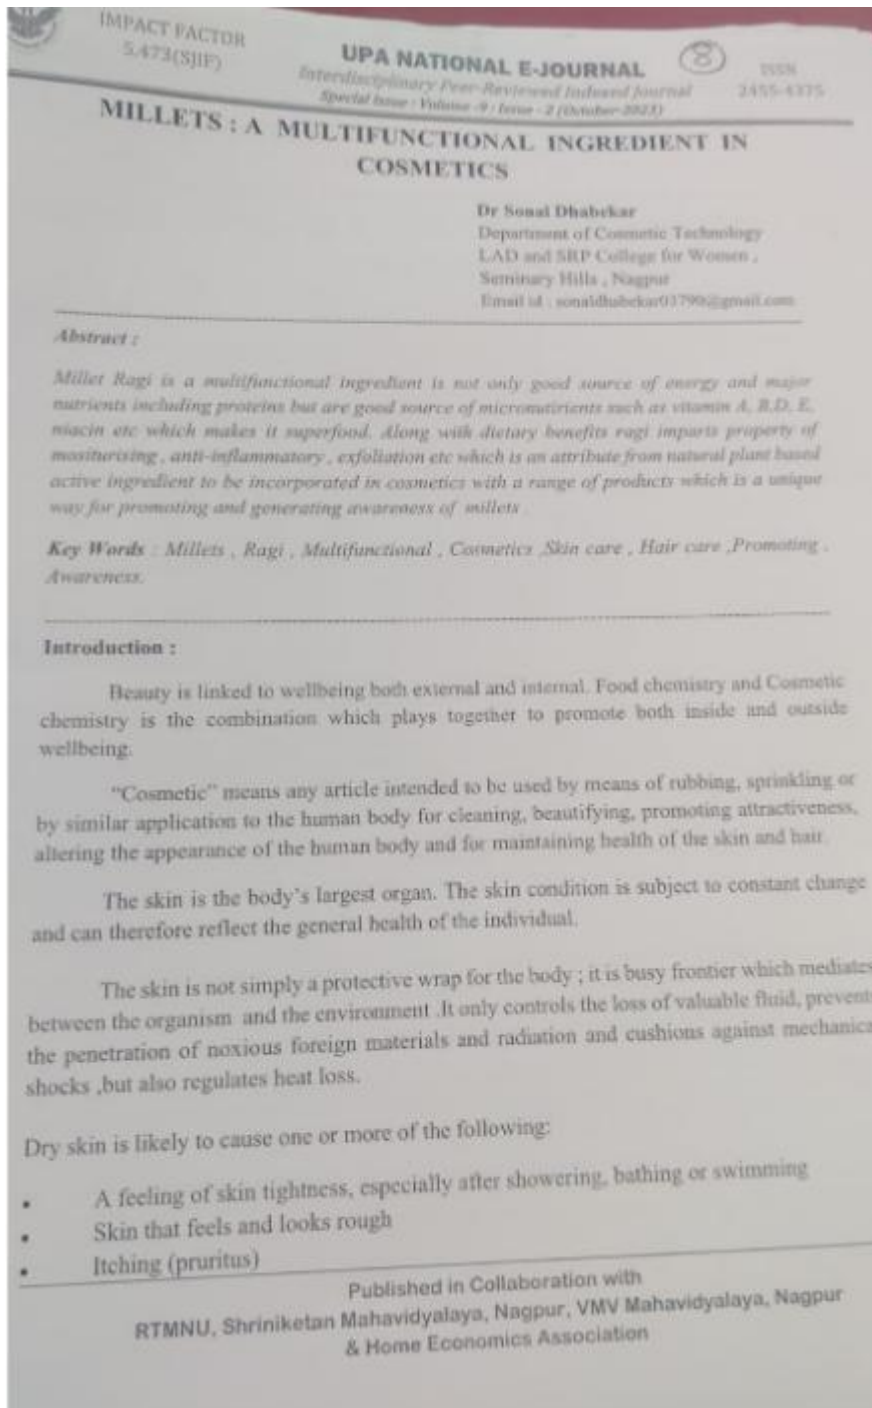 IMPACT FACTOR
5.473(SJIF)
UPA NATIONAL E-JOURNAL
8
Interdisciplinary Peer-Reviewed Indexed Journal
ISSN
2455-4375
Special Issue : Volume -9 : Issue - 2 (October-2023)
MILLETS : A MULTIFUNCTIONAL INGREDIENT IN
COSMETICS
Dr Sonal Dhabekar
Department of Cosmetic Technology
LAD and SRP College for Women ,
Seminary Hills , Nagpur
Email id : sonaldhabekar03790@gmail.com
Abstract :
Millet Ragi is a multifunctional ingredient is not only good source of energy and major
nutrients including proteins but are good source of micronutirients such as vitamin A, B,D, E,
niacin etc which makes it superfood. Along with dietary benefits ragi imparts property of
mositurising , anti-inflammatory , exfoliation etc which is an attribute from natural plant based
active ingredient to be incorporated in cosmetics with a range of products which is a unique
way for promoting and generating awareness of millets .
Key Words : Millets , Ragi , Multifunctional , Cosmetics ,Skin care , Hair care ,Promoting ,
Awareness.
Introduction :
Beauty is linked to wellbeing both external and internal. Food chemistry and Cosmetic
chemistry is the combination which plays together to promote both inside and outside
wellbeing.
“Cosmetic” means any article intended to be used by means of rubbing, sprinkling or
by similar application to the human body for cleaning, beautifying, promoting attractiveness,
altering the appearance of the human body and for maintaining health of the skin and hair.
The skin is the body’s largest organ. The skin condition is subject to constant change
and can therefore reflect the general health of the individual.
The skin is not simply a protective wrap for the body ; it is busy frontier which mediates
between the organism and the environment .It only controls the loss of valuable fluid, prevents
the penetration of noxious foreign materials and radiation and cushions against mechanical
shocks ,but also regulates heat loss.
Dry skin is likely to cause one or more of the following:
• A feeling of skin tightness, especially after showering, bathing or swimming
• Skin that feels and looks rough
• Itching (pruritus)
Published in Collaboration with
RTMNU, Shriniketan Mahavidyalaya, Nagpur, VMV Mahavidyalaya, Nagpur
& Home Economics Association